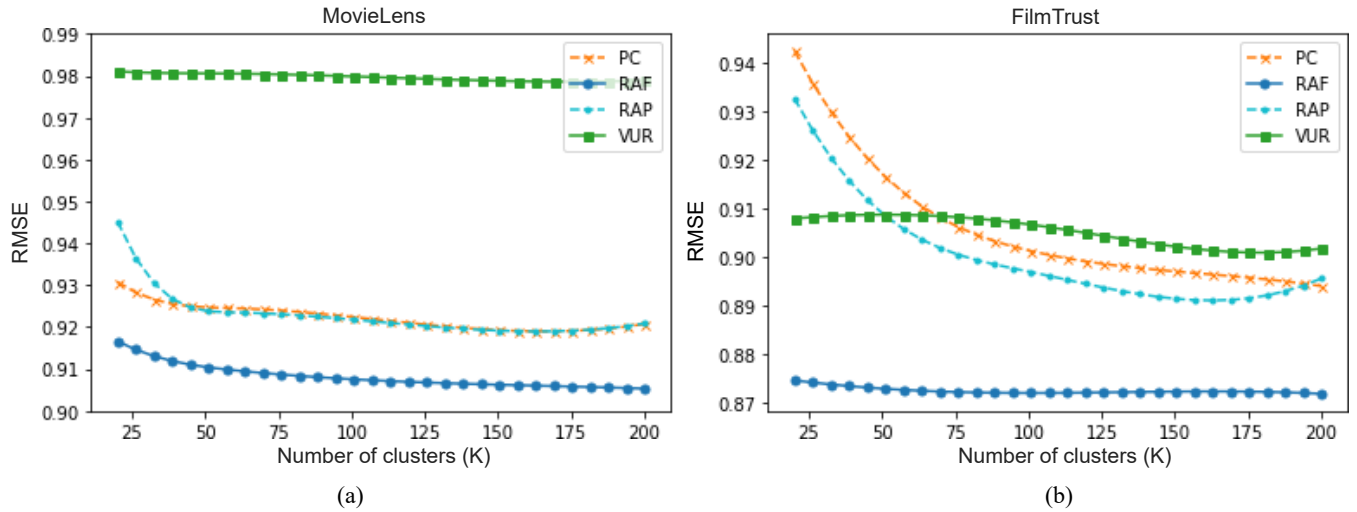 MovieLens
0.99
0.98
0.97
0.96
0.95
0.94
0.93
0.92
0.91
0.90
RMSE
PC
RAF
RAP
VUR
25 50 75 100 125 150 175 200
Number of clusters (K)
(a)
FilmTrust
0.94
0.93
0.92
0.91
0.90
0.89
0.88
0.87
RMSE
PC
RAF
RAP
VUR
25 50 75 100 125 150 175 200
Number of clusters (K)
(b)